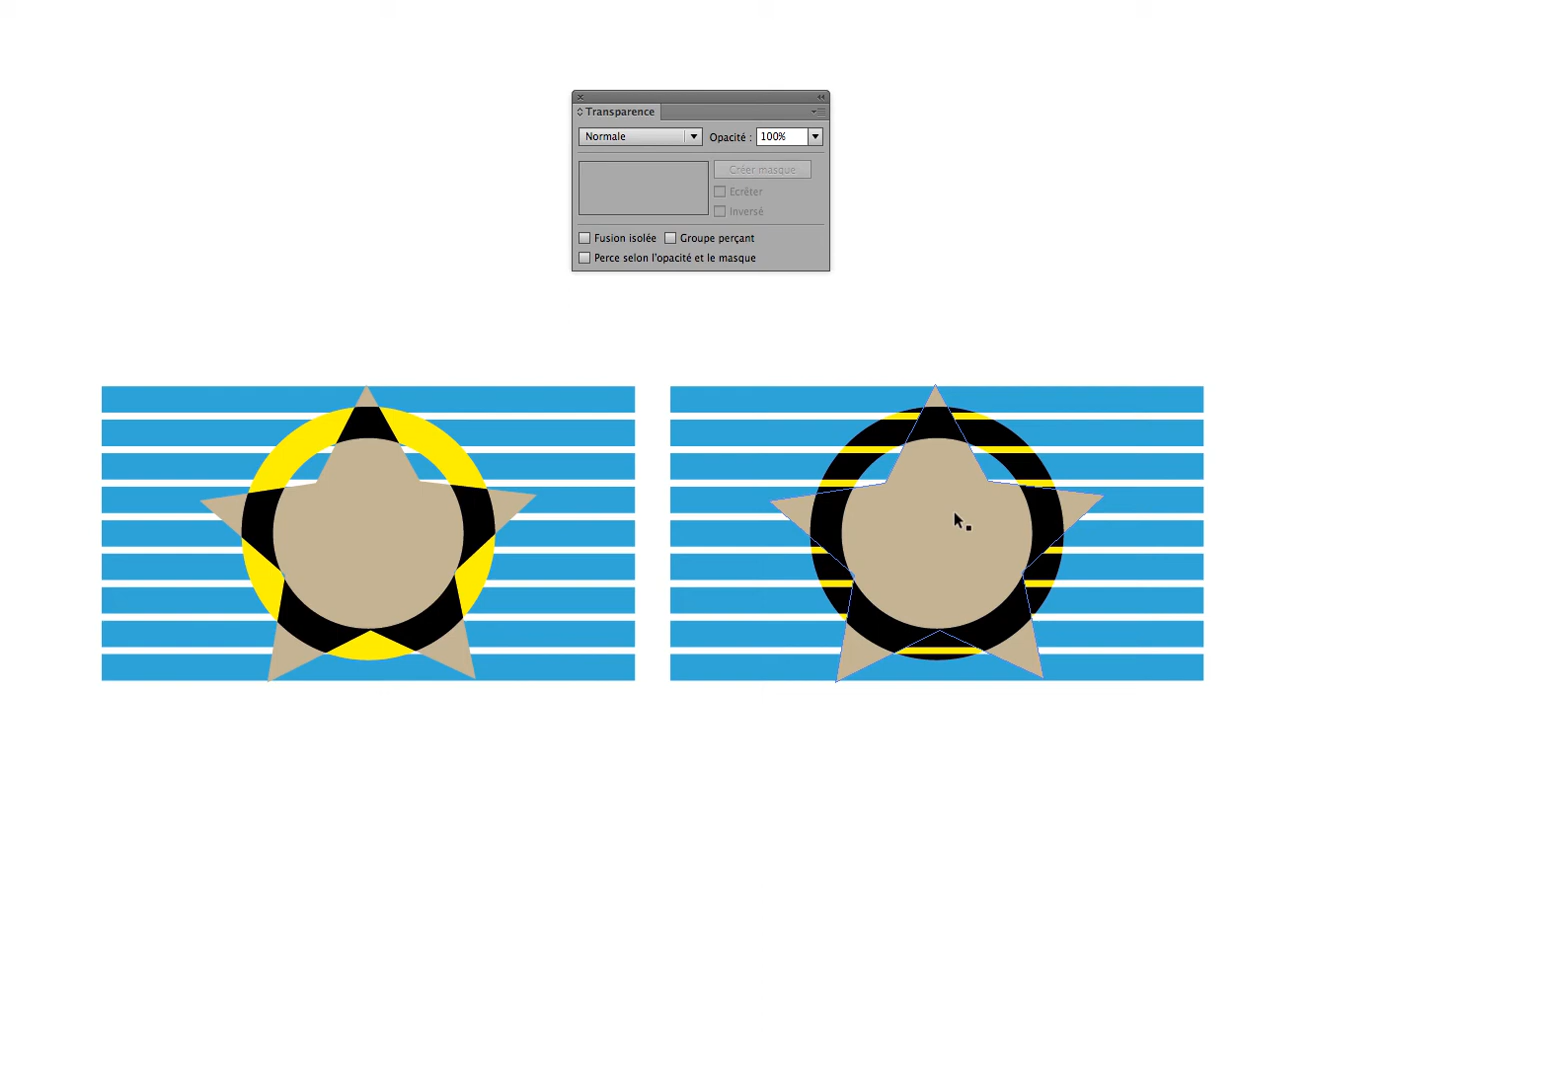 Transparence
Normale Opacité : 100%
Créer masque
Ecrêter
Inversé
Fusion isolée Groupe perçant
Perce selon l'opacité et le masque